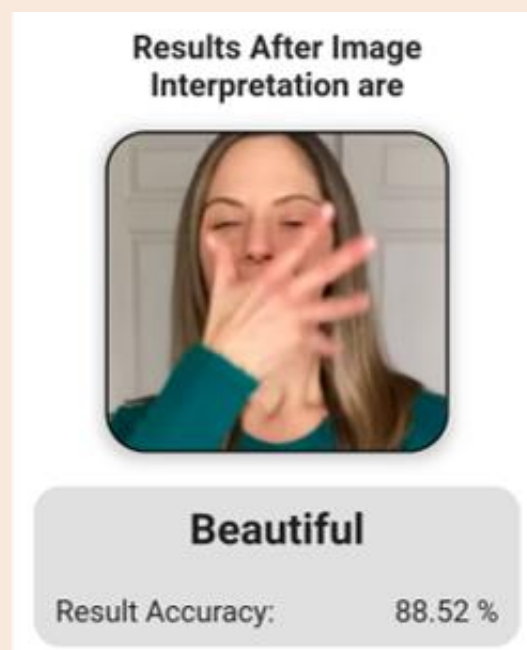 Results After Image
Interpretation are
Beautiful
Result Accuracy: 88.52 %